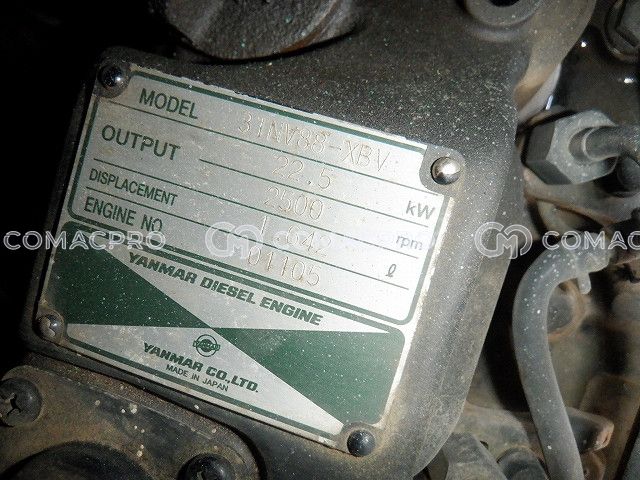 MODEL 3TNV88-XBV
OUTPUT 22.5 kW
2500 rpm
DISPLACEMENT 1.642 ℓ
ENGINE NO. 01105
YANMAR DIESEL ENGINE
YANMAR CO., LTD.
MADE IN JAPAN
COMACPRO
COMACPRO